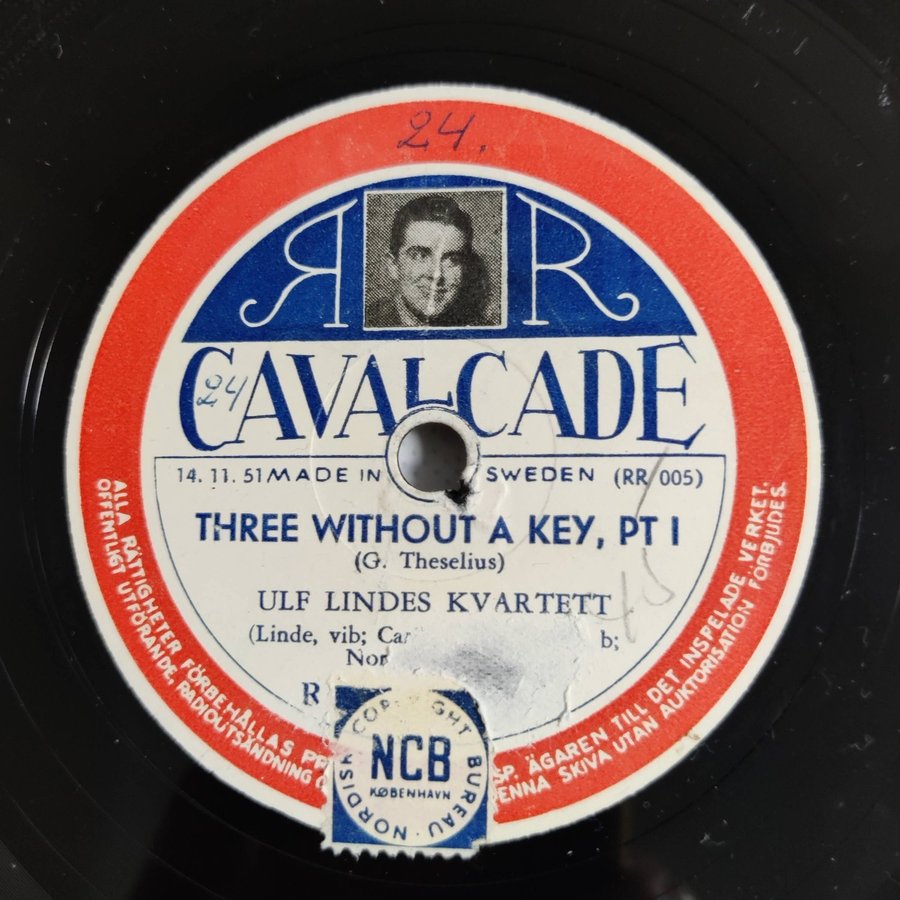 24.
R R
CAVALCADE
24
14. 11. 51 MADE IN SWEDEN (RR 005)
THREE WITHOUT A KEY, PT I
(G. Theselius)
ULF LINDES KVARTETT
(Linde, vib; b;
R
COPYRIGHT BUREAU · NORDISK
NCB
KØBENHAVN
ALLA RÄTTIGHETER FÖRBEHÅLLAS SP. ÄGAREN TILL DET INSPELADE VERKET.
OFFENTLIGT UTFÖRANDE, RADIOUTSÄNDNING SKIVA UTAN AUKTORISATION FÖRBJUDES.